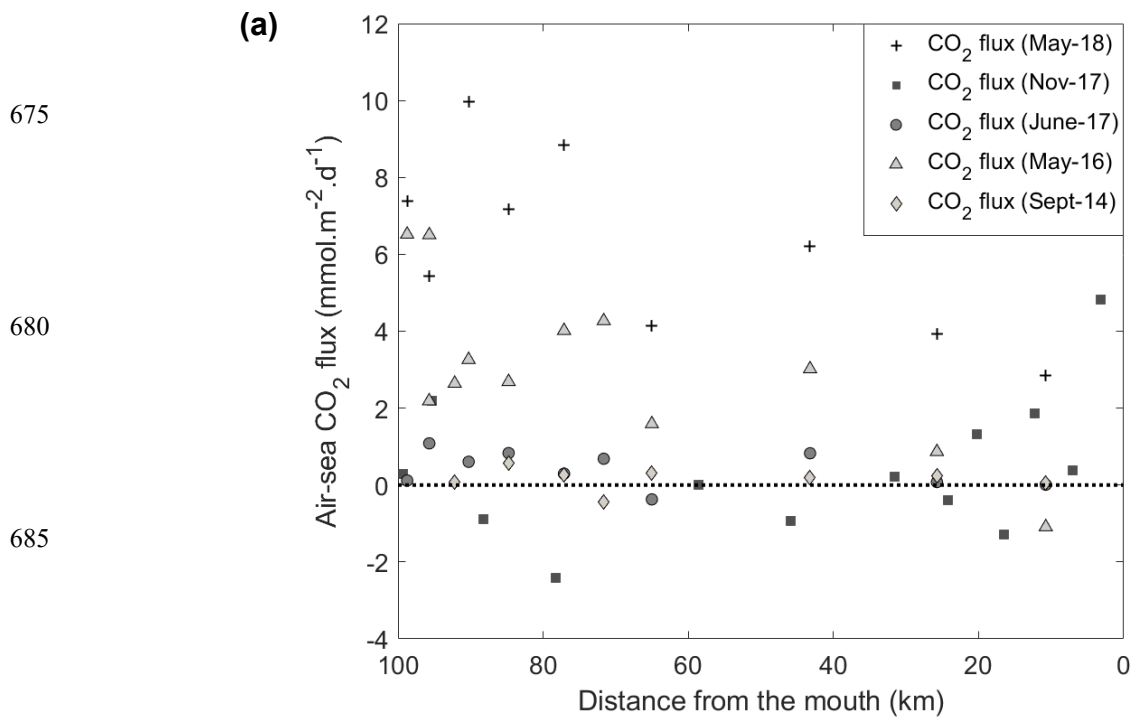 (a)
675
680
685
Air-sea CO2 flux (mmol.m-2.d-1)
12
10
8
6
4
2
0
-2
-4
CO2 flux (May-18)
CO2 flux (Nov-17)
CO2 flux (June-17)
CO2 flux (May-16)
CO2 flux (Sept-14)
100 80 60 40 20 0
Distance from the mouth (km)